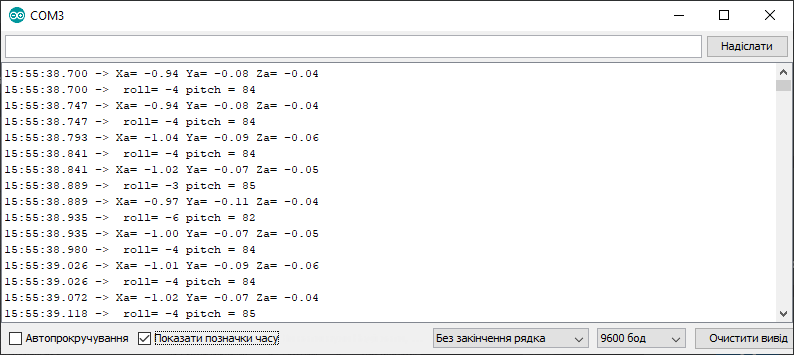 COM3
Надіслати
15:55:38.700 -> Xa= -0.94 Ya= -0.08 Za= -0.04
15:55:38.700 ->  roll= -4 pitch = 84
15:55:38.747 -> Xa= -0.94 Ya= -0.08 Za= -0.04
15:55:38.747 ->  roll= -4 pitch = 84
15:55:38.793 -> Xa= -1.04 Ya= -0.09 Za= -0.06
15:55:38.841 ->  roll= -4 pitch = 84
15:55:38.841 -> Xa= -1.02 Ya= -0.07 Za= -0.05
15:55:38.889 ->  roll= -3 pitch = 85
15:55:38.889 -> Xa= -0.97 Ya= -0.11 Za= -0.04
15:55:38.935 ->  roll= -6 pitch = 82
15:55:38.935 -> Xa= -1.00 Ya= -0.07 Za= -0.05
15:55:38.980 ->  roll= -4 pitch = 84
15:55:39.026 -> Xa= -1.01 Ya= -0.09 Za= -0.06
15:55:39.026 ->  roll= -4 pitch = 84
15:55:39.072 -> Xa= -1.02 Ya= -0.07 Za= -0.04
15:55:39.118 ->  roll= -4 pitch = 85
Автопрокручування Показати позначки часу Без закінчення рядка 9600 бод Очистити вивід